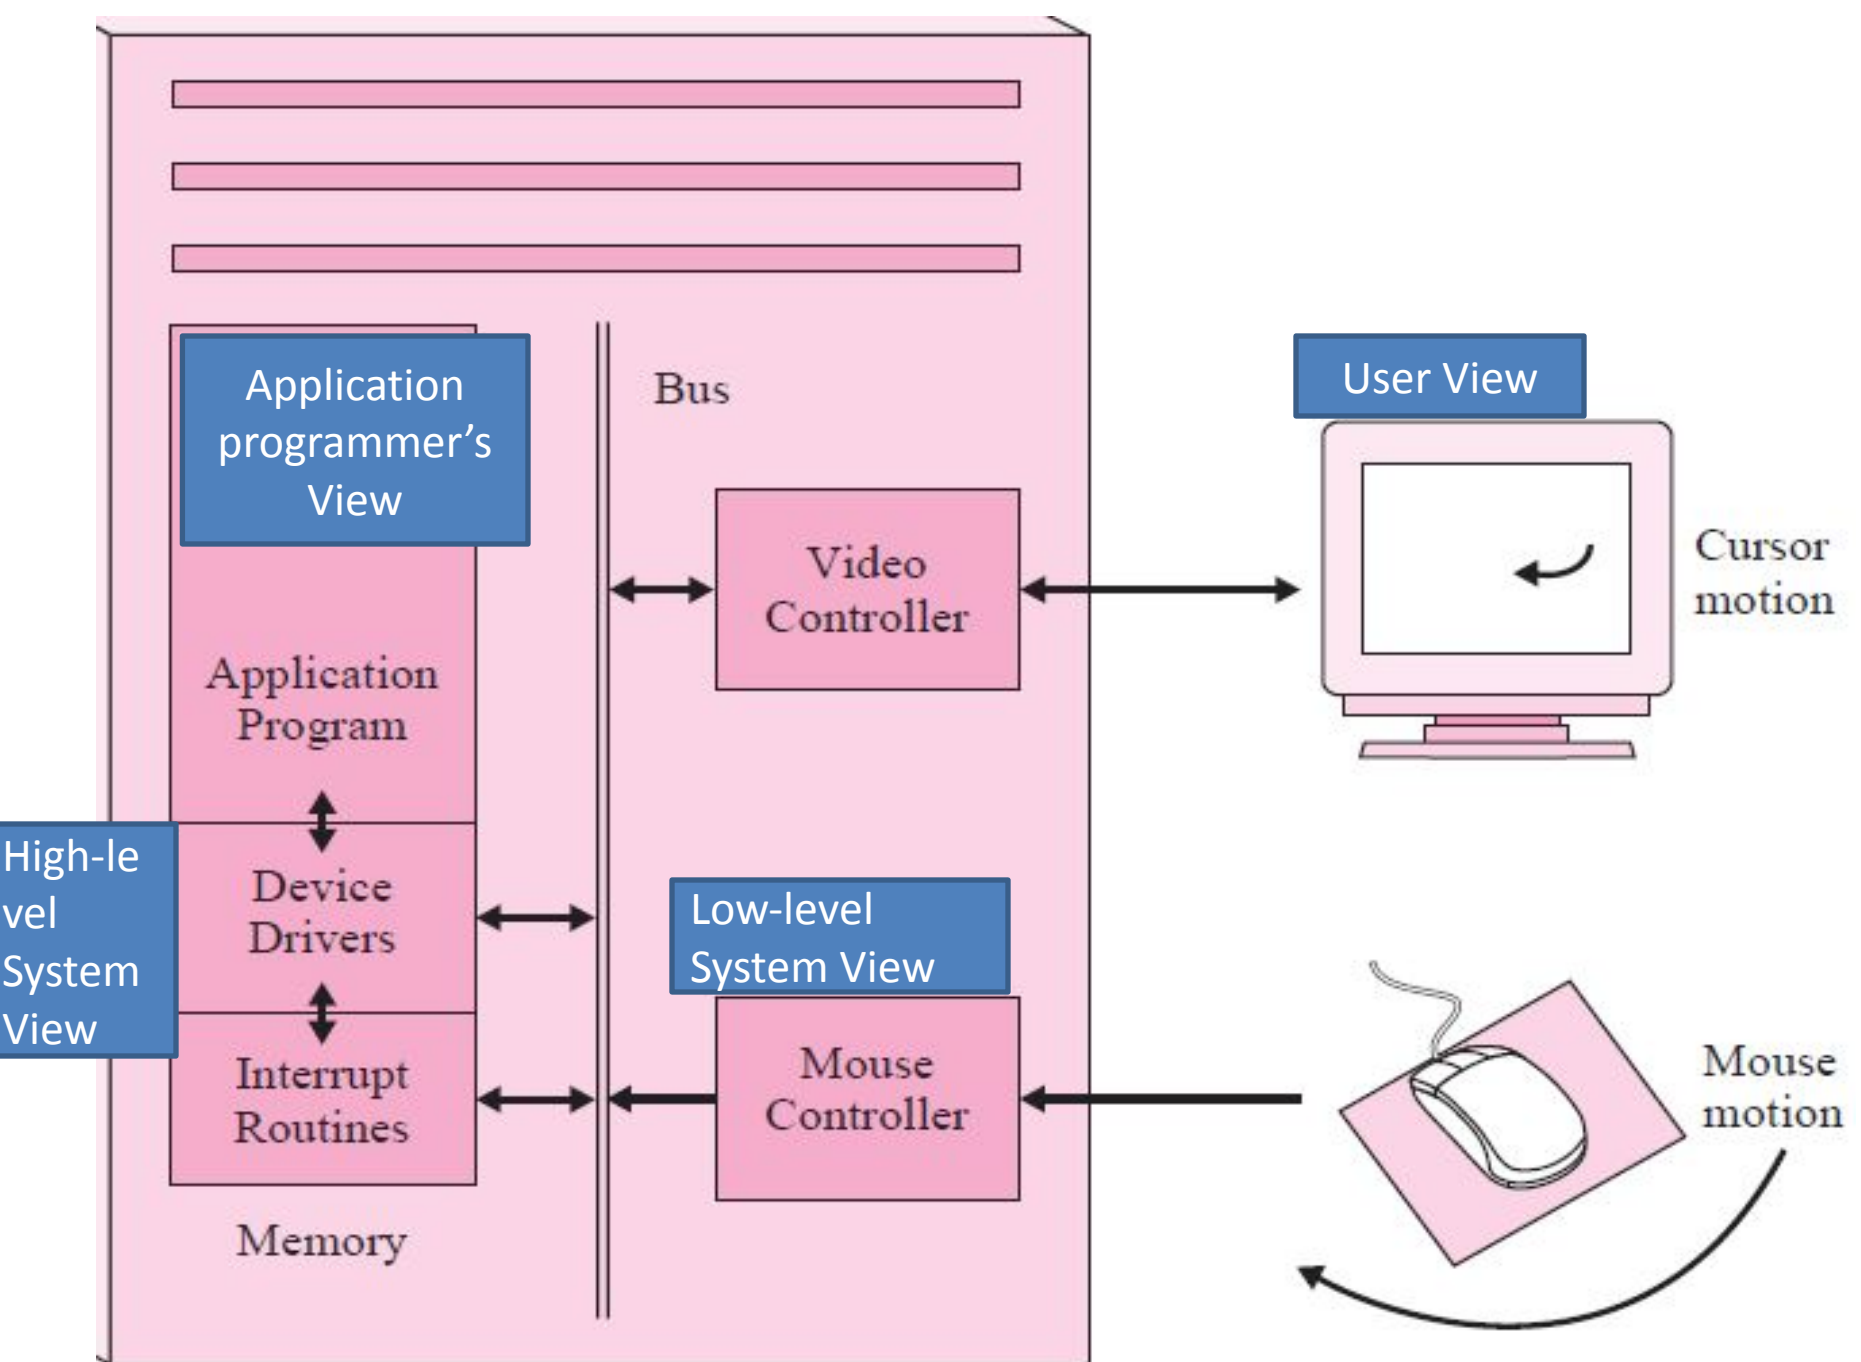 Application
programmer’s
View
Bus
User View
Video
Controller
Cursor
motion
Application
Program
High-le
vel
System
View
Device
Drivers
Low-level
System View
Interrupt
Routines
Mouse
Controller
Mouse
motion
Memory